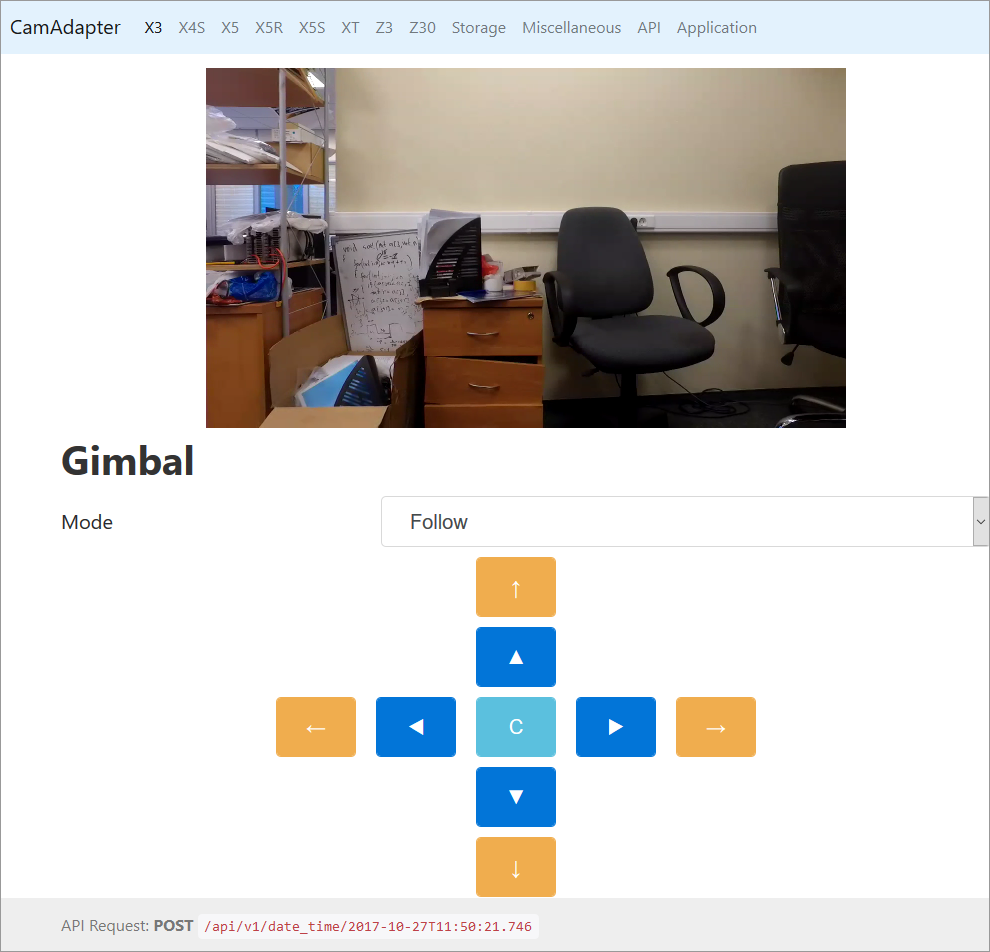 CamAdapter X3 X4S X5 X5R X5S XT Z3 Z30 Storage Miscellaneous API Application
Gimbal
Mode Follow
↑
▲
← ◀ C ▶ →
▼
↓
API Request: POST /api/v1/date_time/2017-10-27T11:50:21.746